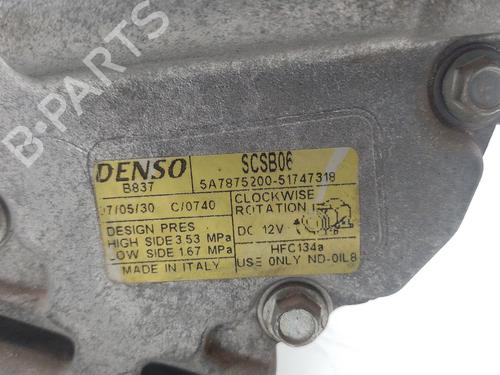 B-PARTS
DENSO SCSB06
B837 5A7875200-51747318
07/05/30 C/0740 CLOCKWISE
ROTATION
DESIGN PRES DC 12V
HIGH SIDE 3.53 MPa
LOW SIDE 1.67 MPa HFC134a
MADE IN ITALY USE ONLY ND-OIL8